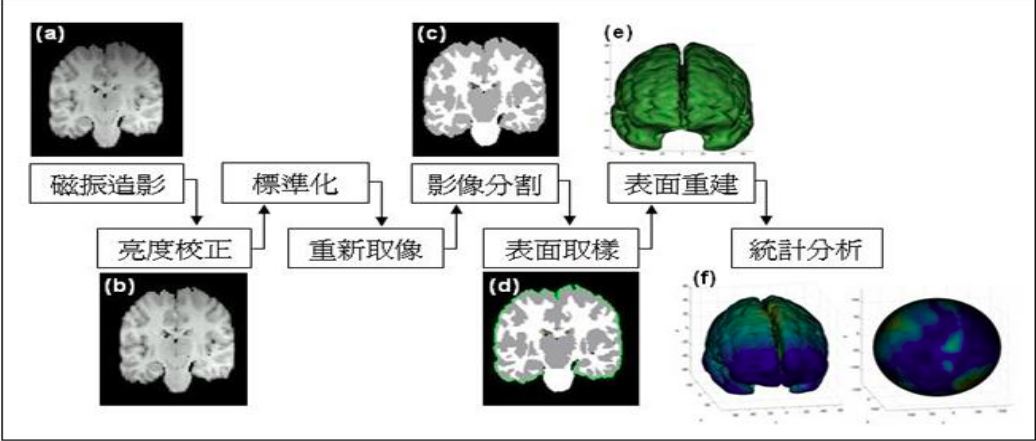 (a)
(c)
(e)
磁振造影
標準化
影像分割
表面重建
亮度校正
重新取像
表面取樣
統計分析
(b)
(d)
(f)